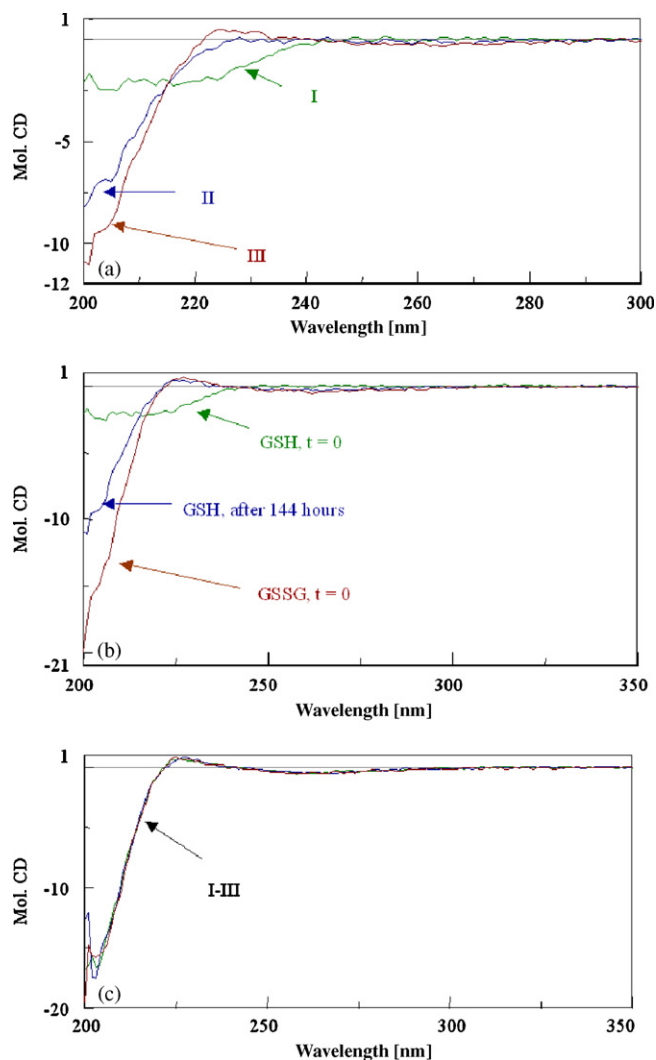 1
Mol. CD
-5
-10
-12
I
II
III
(a)
200 220 240 260 280 300
Wavelength [nm]
1
Mol. CD
-10
-21
GSH, t = 0
GSH, after 144 hours
GSSG, t = 0
(b)
200 250 300 350
Wavelength [nm]
1
Mol. CD
-10
-20
I-III
(c)
200 250 300 350
Wavelength [nm]